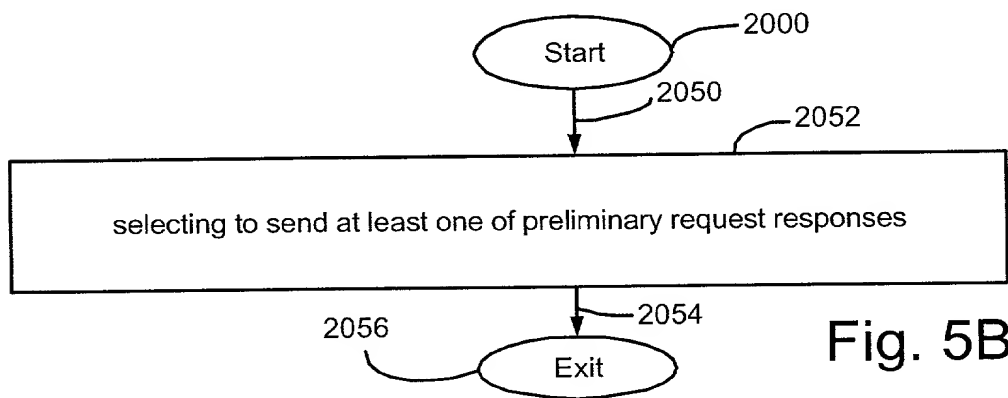 2000
Start
2050
2052
selecting to send at least one of preliminary request responses
2054
2056
Exit
Fig. 5B